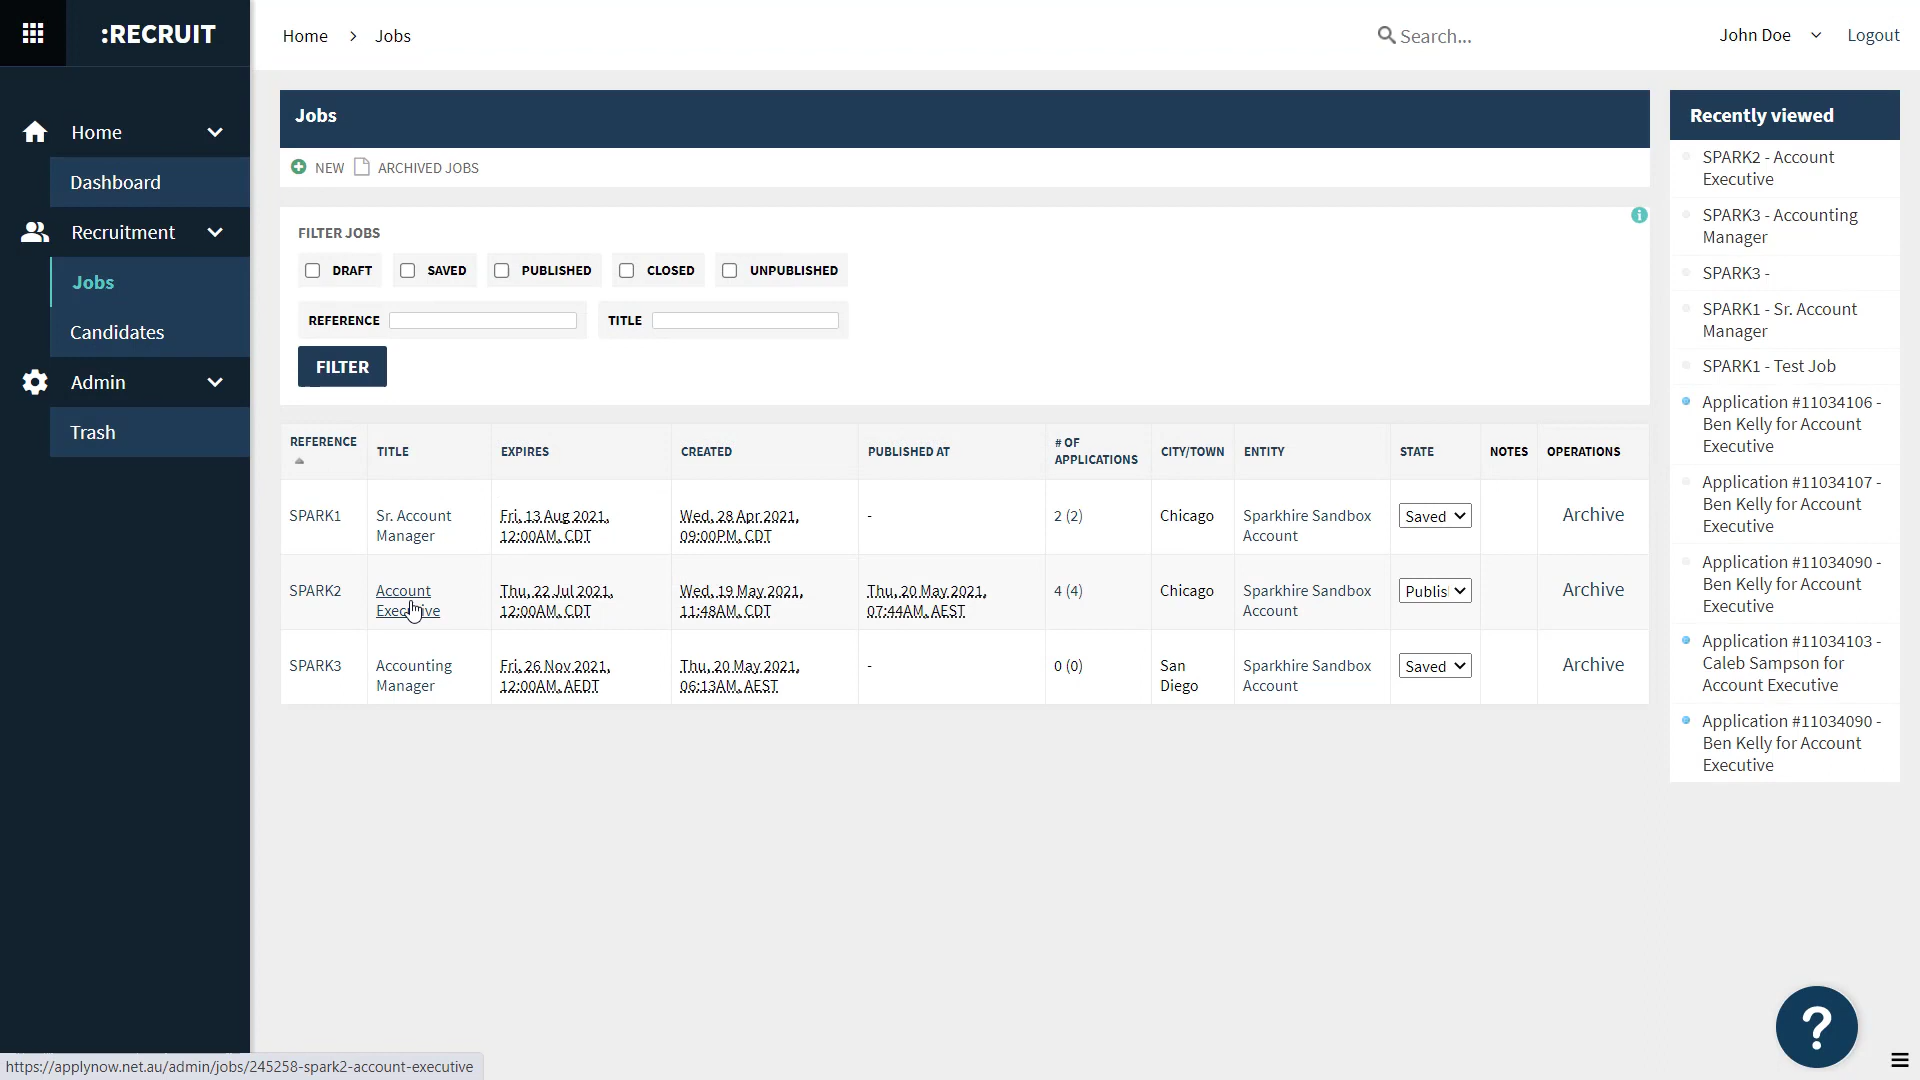 :RECRUIT
Home > Jobs
Search...
John Doe
Logout
Home
Dashboard
Recruitment
Jobs
Candidates
Admin
Trash
Jobs
NEW
ARCHIVED JOBS
FILTER JOBS
DRAFT
SAVED
PUBLISHED
CLOSED
UNPUBLISHED
REFERENCE
TITLE
FILTER
REFERENCE
TITLE
EXPIRES
CREATED
PUBLISHED AT
# OF
APPLICATIONS
CITY/TOWN
ENTITY
STATE
NOTES
OPERATIONS
SPARK1
Sr. Account
Manager
Fri, 13 Aug 2021,
12:00AM, CDT
Wed, 28 Apr 2021,
09:00PM, CDT
-
2 (2)
Chicago
Sparkhire Sandbox
Account
Saved
Archive
SPARK2
Account
Executive
Thu, 22 Jul 2021,
12:00AM, CDT
Wed, 19 May 2021,
11:48AM, CDT
Thu, 20 May 2021,
07:44AM, AEST
4 (4)
Chicago
Sparkhire Sandbox
Account
Publis
Archive
SPARK3
Accounting
Manager
Fri, 26 Nov 2021,
12:00AM, AEDT
Thu, 20 May 2021,
06:13AM, AEST
-
0 (0)
San
Diego
Sparkhire Sandbox
Account
Saved
Archive
Recently viewed
SPARK2 - Account
Executive
SPARK3 - Accounting
Manager
SPARK3 -
SPARK1 - Sr. Account
Manager
SPARK1 - Test Job
Application #11034106 -
Ben Kelly for Account
Executive
Application #11034107 -
Ben Kelly for Account
Executive
Application #11034090 -
Ben Kelly for Account
Executive
Application #11034103 -
Caleb Sampson for
Account Executive
Application #11034090 -
Ben Kelly for Account
Executive
https://applynow.net.au/admin/jobs/245258-spark2-account-executive